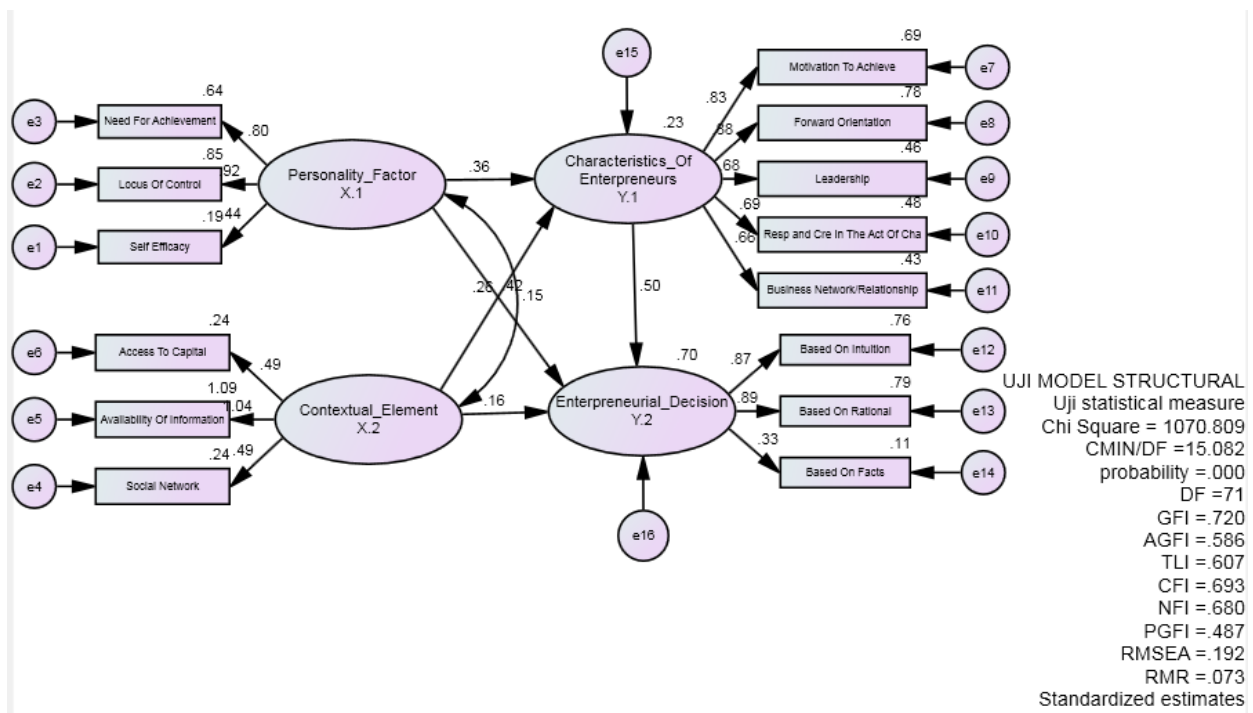 e3
Need For Achievement
.64
.80
e2
Locus Of Control
.85
.92
e1
Self Efficacy
.19
.44
Personality_Factor
X.1
e6
Access To Capital
.24
.49
e5
Availability Of Information
1.09
1.04
e4
Social Network
.24
.49
Contextual_Element
X.2
.36
.26
.42
.15
.16
.50
e15
.23
Characteristics_Of
Enterpreneurs
Y.1
.83
.88
.68
.69
.66
.69
Motivation To Achieve
e7
.78
Forward Orientation
e8
.46
Leadership
e9
.48
Resp and Cre In The Act Of Cha
e10
.43
Business Network/Relationship
e11
.70
Enterpreneurial_Decision
Y.2
e16
.87
.89
.33
.76
Based On Intuition
e12
.79
Based On Rational
e13
.11
Based On Facts
e14
UJI MODEL STRUCTURAL
Uji statistical measure
Chi Square = 1070.809
CMIN/DF =15.082
probability =.000
DF =71
GFI =.720
AGFI =.586
TLI =.607
CFI =.693
NFI =.680
PGFI =.487
RMSEA =.192
RMR =.073
Standardized estimates